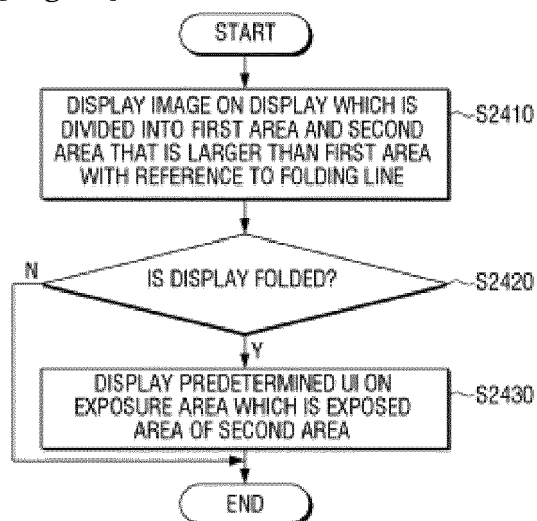 START
DISPLAY IMAGE ON DISPLAY WHICH IS
DIVIDED INTO FIRST AREA AND SECOND
AREA THAT IS LARGER THAN FIRST AREA
WITH REFERENCE TO FOLDING LINE
S2410
N
IS DISPLAY FOLDED?
S2420
Y
DISPLAY PREDETERMINED UI ON
EXPOSURE AREA WHICH IS EXPOSED
AREA OF SECOND AREA
S2430
END